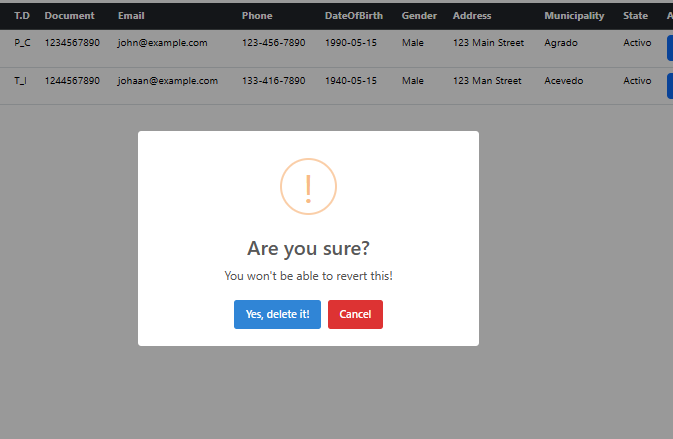 T.D Document Email Phone DateOfBirth Gender Address Municipality State
P_C 1234567890 john@example.com 123-456-7890 1990-05-15 Male 123 Main Street Agrado Activo
T_I 1244567890 johaan@example.com 133-416-7890 1940-05-15 Male 123 Man Street Acevedo Activo
!
Are you sure?
You won't be able to revert this!
Yes, delete it! Cancel